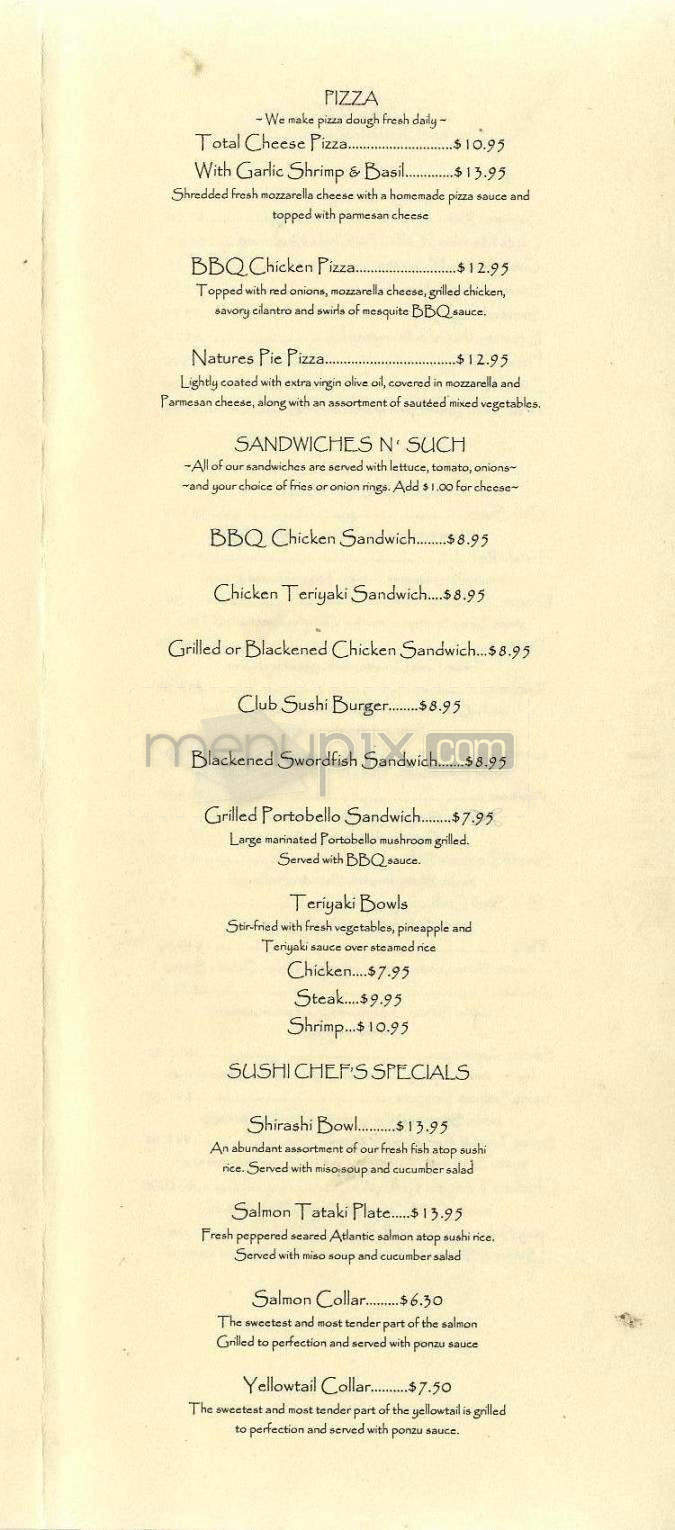 PIZZA
~ We make pizza dough fresh daily ~
Total Cheese Pizza............................$10.95
With Garlic Shrimp & Basil.............$13.95
Shredded fresh mozzarella cheese with a homemade pizza sauce and
topped with parmesan cheese
BBQ Chicken Pizza...........................$12.95
Topped with red onions, mozzarella cheese, grilled chicken,
savory cilantro and swirls of mesquite BBQ sauce.
Natures Pie Pizza...................................$12.95
Lightly coated with extra virgin olive oil, covered in mozzarella and
Parmesan cheese, along with an assortment of sautéed mixed vegetables.
SANDWICHES N' SUCH
~All of our sandwiches are served with lettuce, tomato, onions~
~and your choice of fries or onion rings. Add $1.00 for cheese~
BBQ Chicken Sandwich........$8.95
Chicken Teriyaki Sandwich....$8.95
Grilled or Blackened Chicken Sandwich...$8.95
Club Sushi Burger........$8.95
menupix.com
Blackened Swordfish Sandwich.......$8.95
Grilled Portobello Sandwich........$7.95
Large marinated Portobello mushroom grilled.
Served with BBQ sauce.
Teriyaki Bowls
Stir-fried with fresh vegetables, pineapple and
Teriyaki sauce over steamed rice
Chicken....$7.95
Steak....$9.95
Shrimp...$10.95
SUSHI CHEF'S SPECIALS
Shirashi Bowl..........$13.95
An abundant assortment of our fresh fish atop sushi
rice. Served with miso soup and cucumber salad
Salmon Tataki Plate.....$13.95
Fresh peppered seared Atlantic salmon atop sushi rice.
Served with miso soup and cucumber salad
Salmon Collar.........$6.30
The sweetest and most tender part of the salmon
Grilled to perfection and served with ponzu sauce
Yellowtail Collar..........$7.50
The sweetest and most tender part of the yellowtail is grilled
to perfection and served with ponzu sauce.